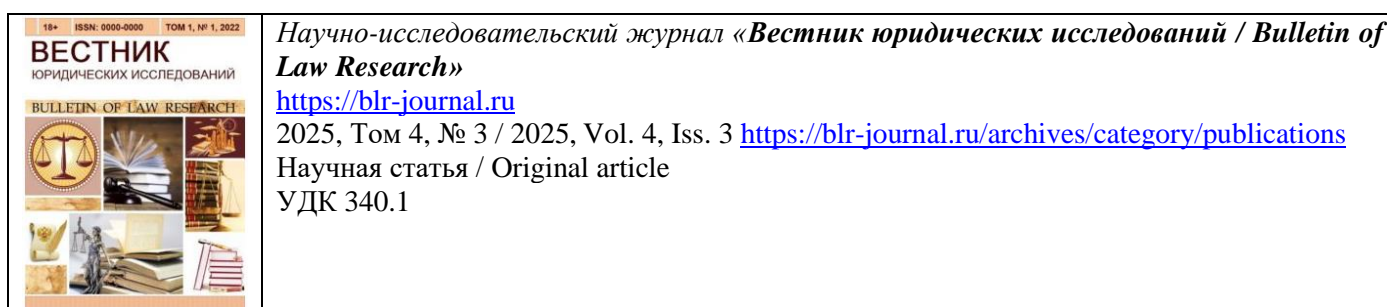 18+ ISSN: 0000-0000 ТОМ 1, № 1, 2022
ВЕСТНИК
ЮРИДИЧЕСКИХ ИССЛЕДОВАНИЙ
BULLETIN OF LAW RESEARCH
Научно-исследовательский журнал «Вестник юридических исследований / Bulletin of
Law Research»
https://blr-journal.ru
2025, Том 4, № 3 / 2025, Vol. 4, Iss. 3 https://blr-journal.ru/archives/category/publications
Научная статья / Original article
УДК 340.1